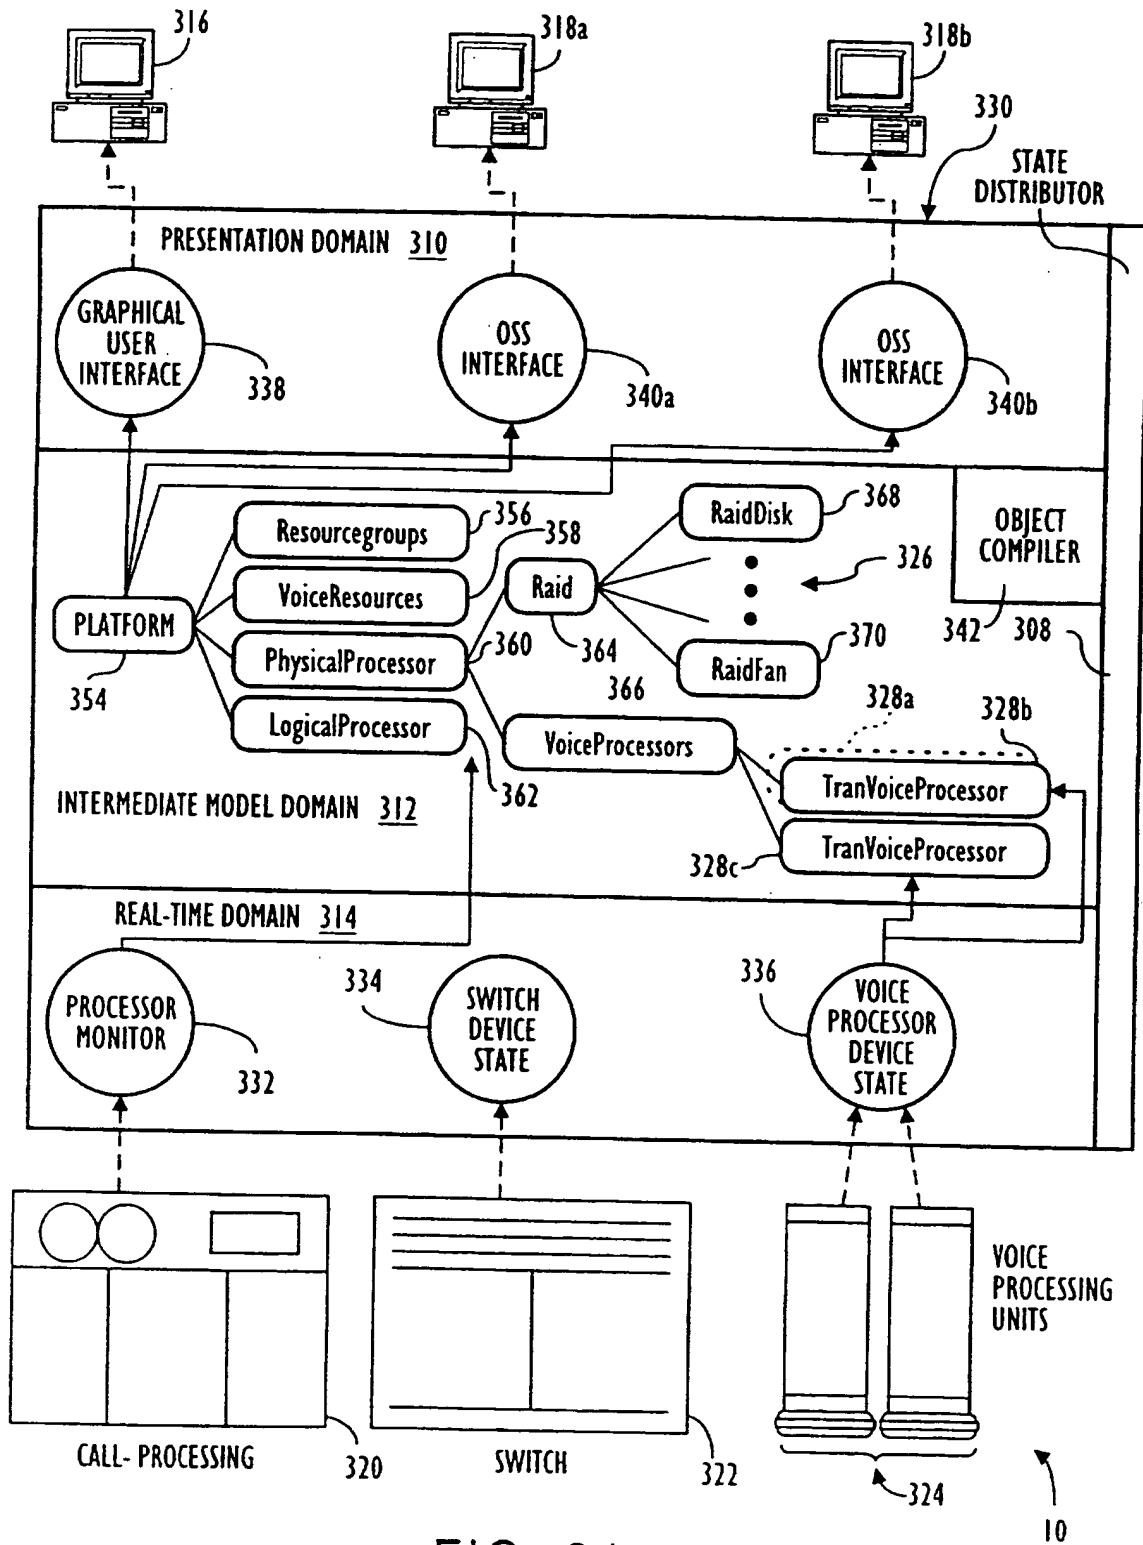 316
318a
318b
330
STATE
DISTRIBUTOR
PRESENTATION DOMAIN 310
GRAPHICAL
USER
INTERFACE
338
OSS
INTERFACE
340a
OSS
INTERFACE
340b
Resourcegroups
356
358
VoiceResources
PLATFORM
354
PhysicalProcessor
360
LogicalProcessor
362
Raid
364
366
RaidDisk
368
326
RaidFan
370
OBJECT
COMPILER
342
308
328a
328b
VoiceProcessors
TranVoiceProcessor
TranVoiceProcessor
328c
INTERMEDIATE MODEL DOMAIN 312
REAL-TIME DOMAIN 314
PROCESSOR
MONITOR
332
334
SWITCH
DEVICE
STATE
336
VOICE
PROCESSOR
DEVICE
STATE
VOICE
PROCESSING
UNITS
CALL- PROCESSING
320
SWITCH
322
324
10